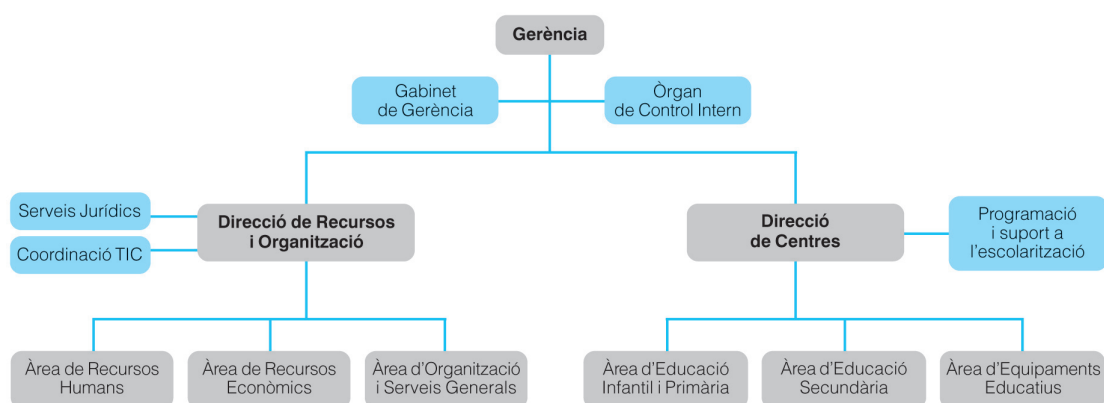 Gerència
Gabinet
de Gerència
Òrgan
de Control Intern
Serveis Jurídics
Coordinació TIC
Direcció de Recursos
i Organització
Direcció
de Centres
Programació
i suport a
l'escolarització
Àrea de Recursos
Humans
Àrea de Recursos
Econòmics
Àrea d'Organització
i Serveis Generals
Àrea d'Educació
Infantil i Primària
Àrea d'Educació
Secundària
Àrea d'Equipaments
Educatius